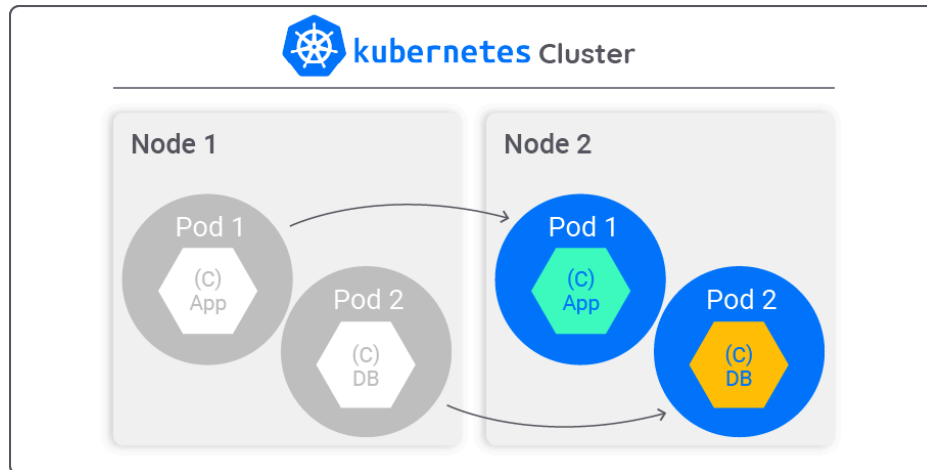 kubernetes Cluster
Node 1
Pod 1
(C)
App
Pod 2
(C)
DB
Node 2
Pod 1
(C)
App
Pod 2
(C)
DB